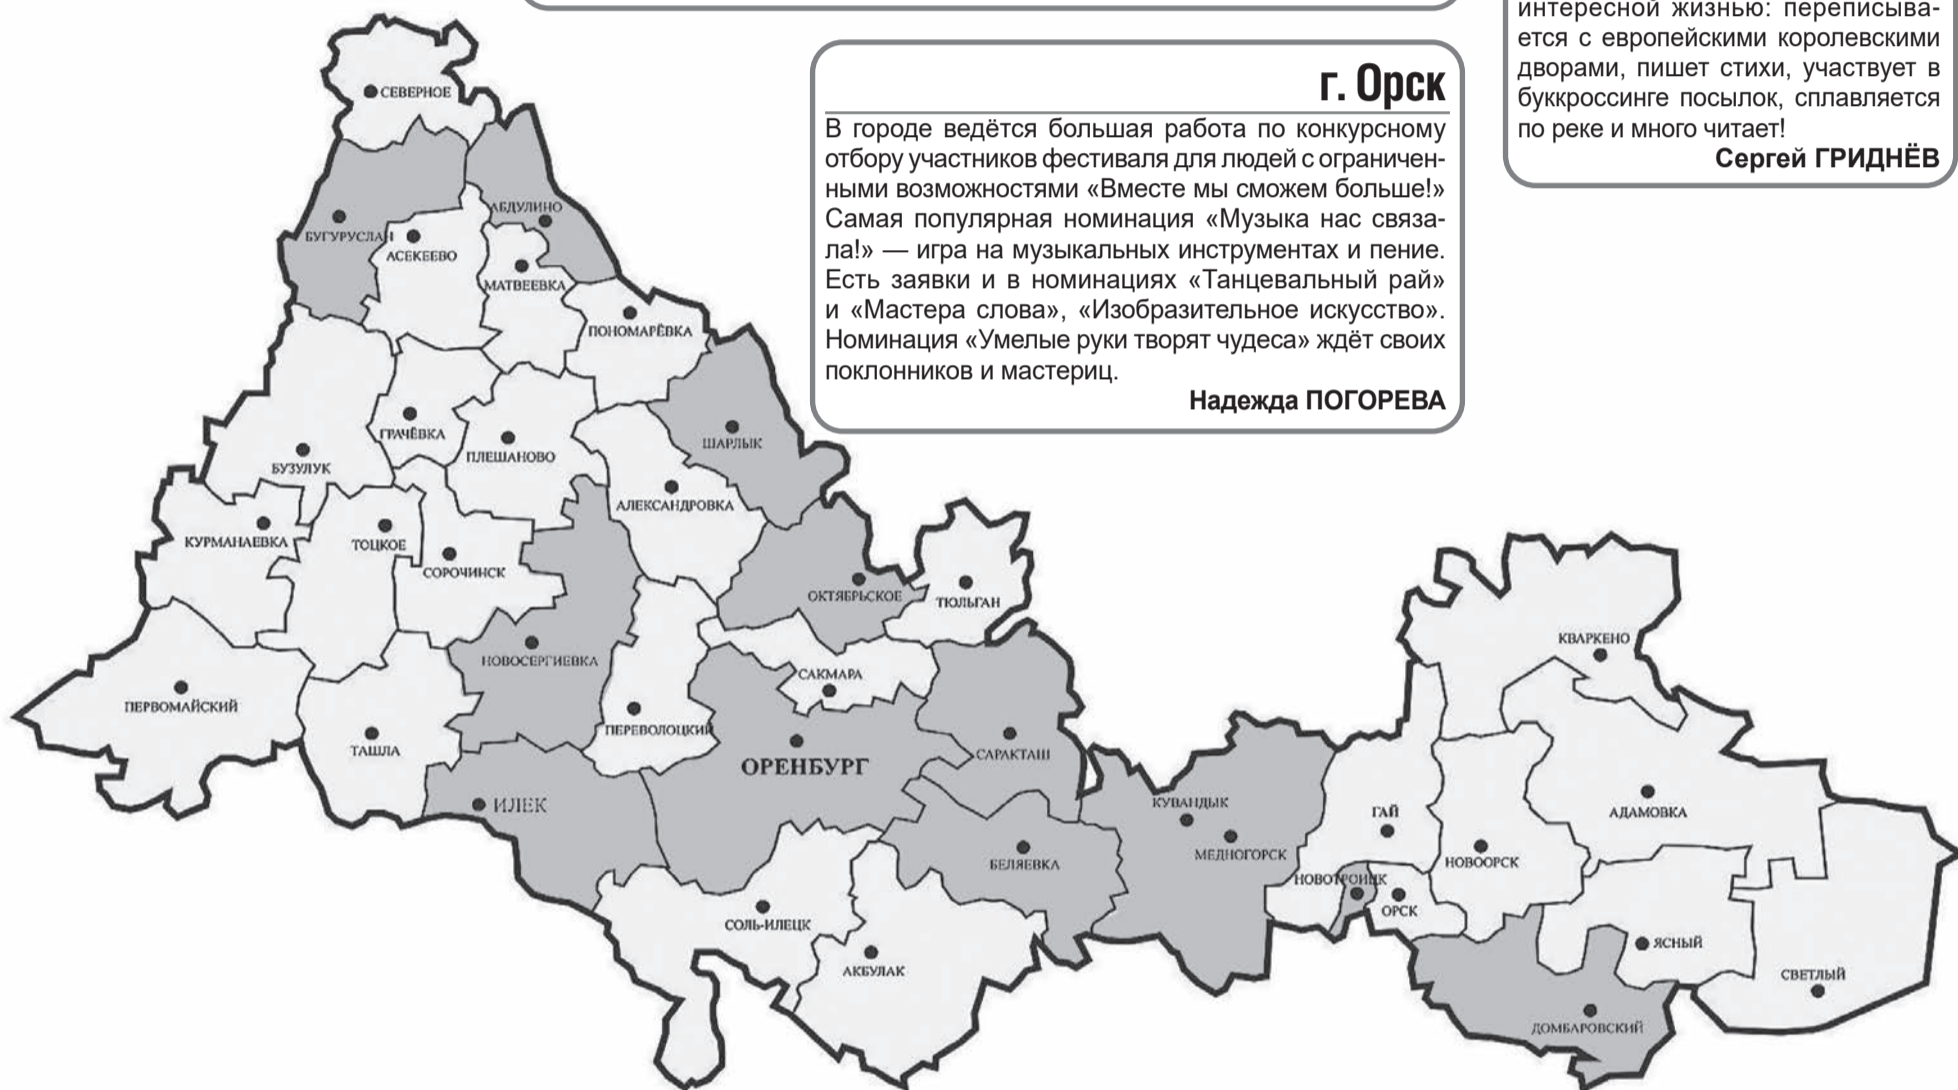 интересной жизнью: переписыва-
ется с европейскими королевскими
дворами, пишет стихи, участвует в
буккроссинге посылок, сплавляется
по реке и много читает!
Сергей ГРИДНЁВ
г. Орск
В городе ведётся большая работа по конкурсному
отбору участников фестиваля для людей с ограничен-
ными возможностями «Вместе мы сможем больше!»
Самая популярная номинация «Музыка нас связа-
ла!» — игра на музыкальных инструментах и пение.
Есть заявки и в номинациях «Танцевальный рай»
и «Мастера слова», «Изобразительное искусство».
Номинация «Умелые руки творят чудеса» ждёт своих
поклонников и мастериц.
Надежда ПОГОРЕВА
СЕВЕРНОЕ
АБДУЛИНО
БУГУРУСЛАН
АСЕКЕЕВО
МАТВЕЕВКА
ПОНОМАРЁВКА
ГРАЧЁВКА
ШАРЛЫК
ПЛЕШАНОВО
БУЗУЛУК
АЛЕКСАНДРОВКА
КУРМАНАЕВКА
ТОЦКОЕ
СОРОЧИНСК
ОКТЯБРЬСКОЕ
ТЮЛЬГАН
КВАРКЕНО
НОВОСЕРГИЕВКА
САКМАРА
ПЕРВОМАЙСКИЙ
ПЕРЕВОЛОЦКИЙ
ТАШЛА
САРАКТАШ
ОРЕНБУРГ
ИЛЕК
КУВАНДЫК
ГАЙ
АДАМОВКА
МЕДНОГОРСК
НОВООРСК
БЕЛЯЕВКА
НОВОТРОИЦК
ОРСК
СОЛЬ-ИЛЕЦК
ЯСНЫЙ
АКБУЛАК
СВЕТЛЫЙ
ДОМБАРОВСКИЙ